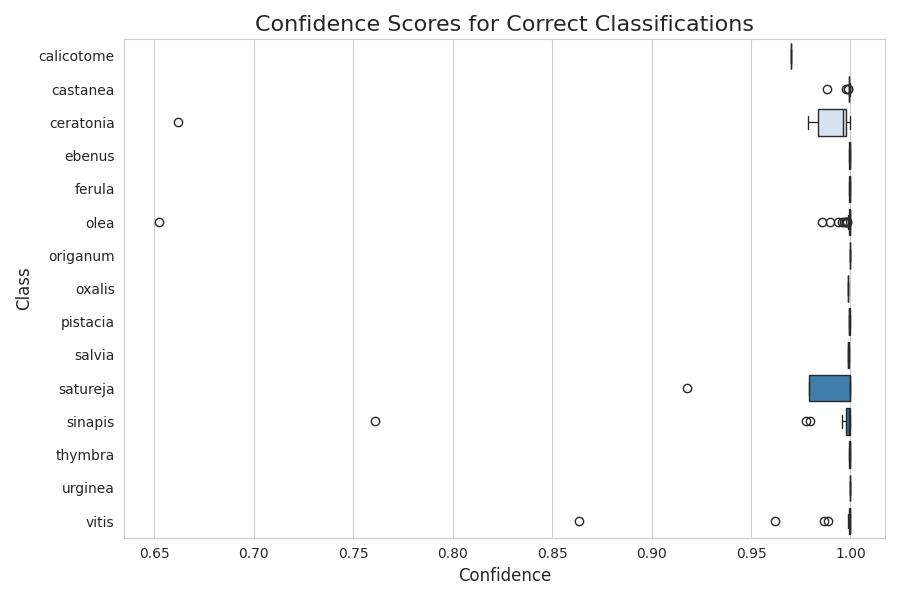 Confidence Scores for Correct Classifications
Class
calicotome
castanea
ceratonia
ebenus
ferula
olea
origanum
oxalis
pistacia
salvia
satureja
sinapis
thymbra
urginea
vitis
0.65 0.70 0.75 0.80 0.85 0.90 0.95 1.00
Confidence